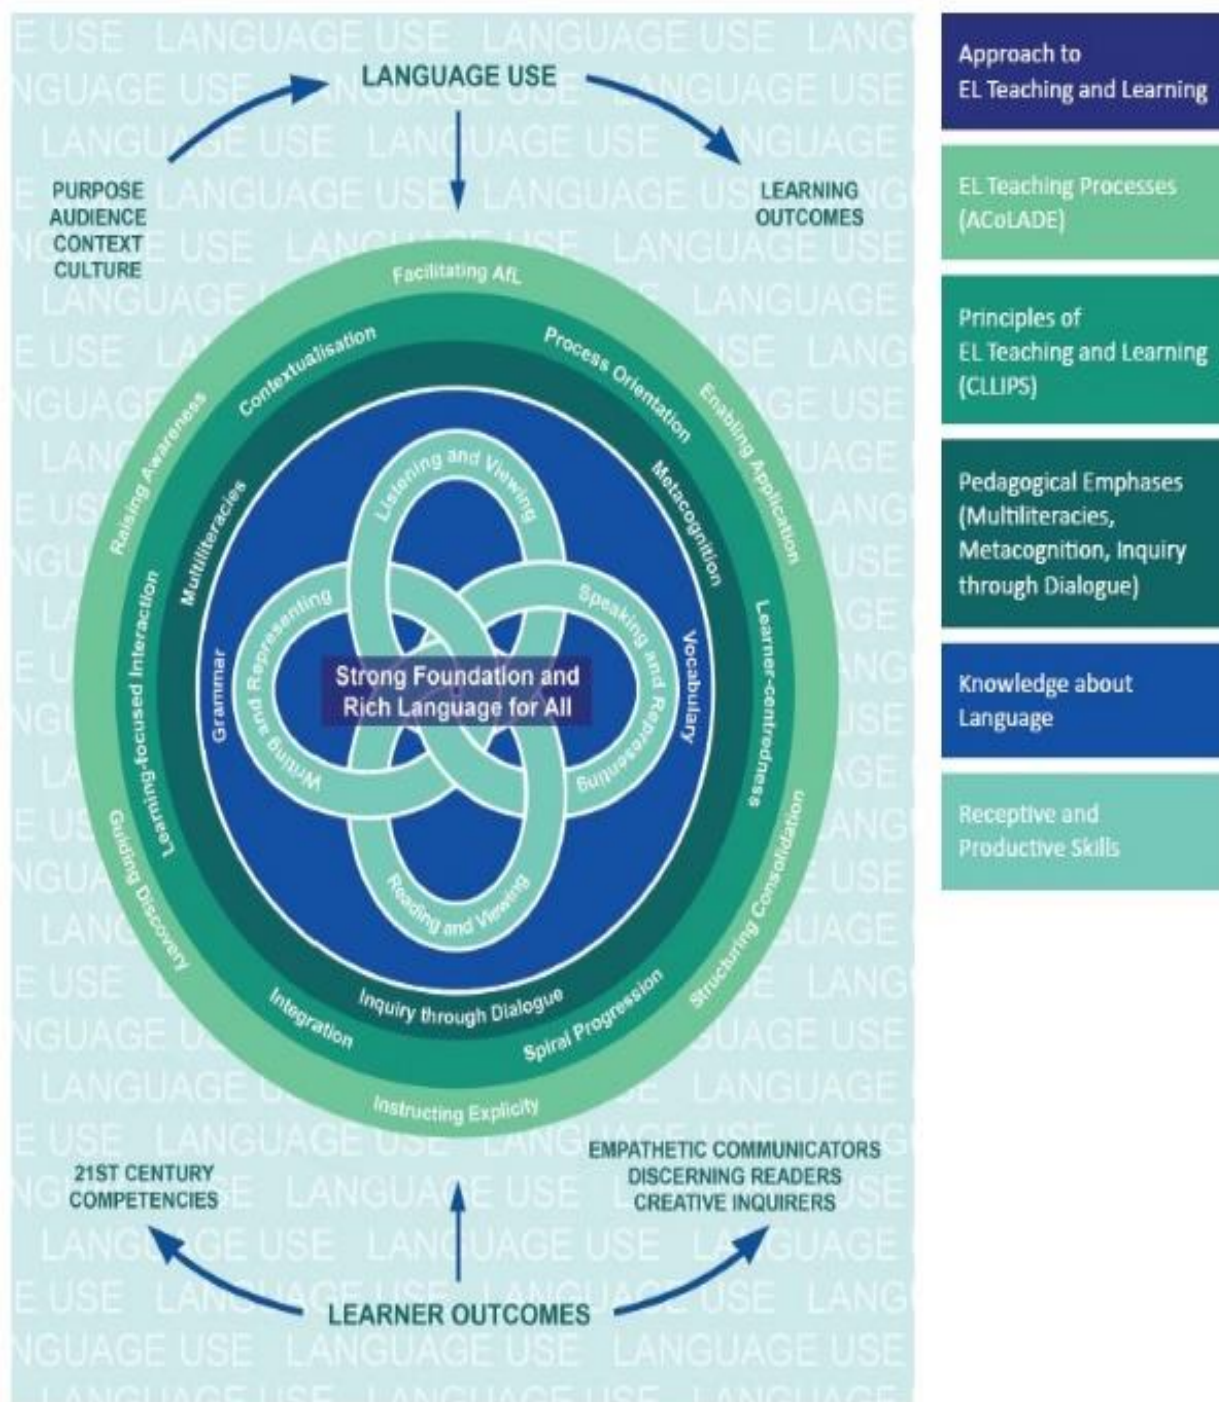 LANGUAGE USE
PURPOSE
AUDIENCE
CONTEXT
CULTURE
LEARNING
OUTCOMES
Facilitating AfL
Raising Awareness
Enabling Application
Guiding Discovery
Structuring Consolidation
Instructing Explicity
Contextualisation
Process Orientation
Learning-focused Interaction
Learner-centredness
Integration
Spiral Progression
Multiliteracies
Metacognition
Inquiry through Dialogue
Grammar
Vocabulary
Listening and Viewing
Writing and Representing
Speaking and Representing
Reading and Viewing
Strong Foundation and
Rich Language for All
21ST CENTURY
COMPETENCIES
EMPATHETIC COMMUNICATORS
DISCERNING READERS
CREATIVE INQUIRERS
LEARNER OUTCOMES
Approach to
EL Teaching and Learning
EL Teaching Processes
(ACoLADE)
Principles of
EL Teaching and Learning
(CLLIPS)
Pedagogical Emphases
(Multiliteracies,
Metacognition, Inquiry
through Dialogue)
Knowledge about
Language
Receptive and
Productive Skills